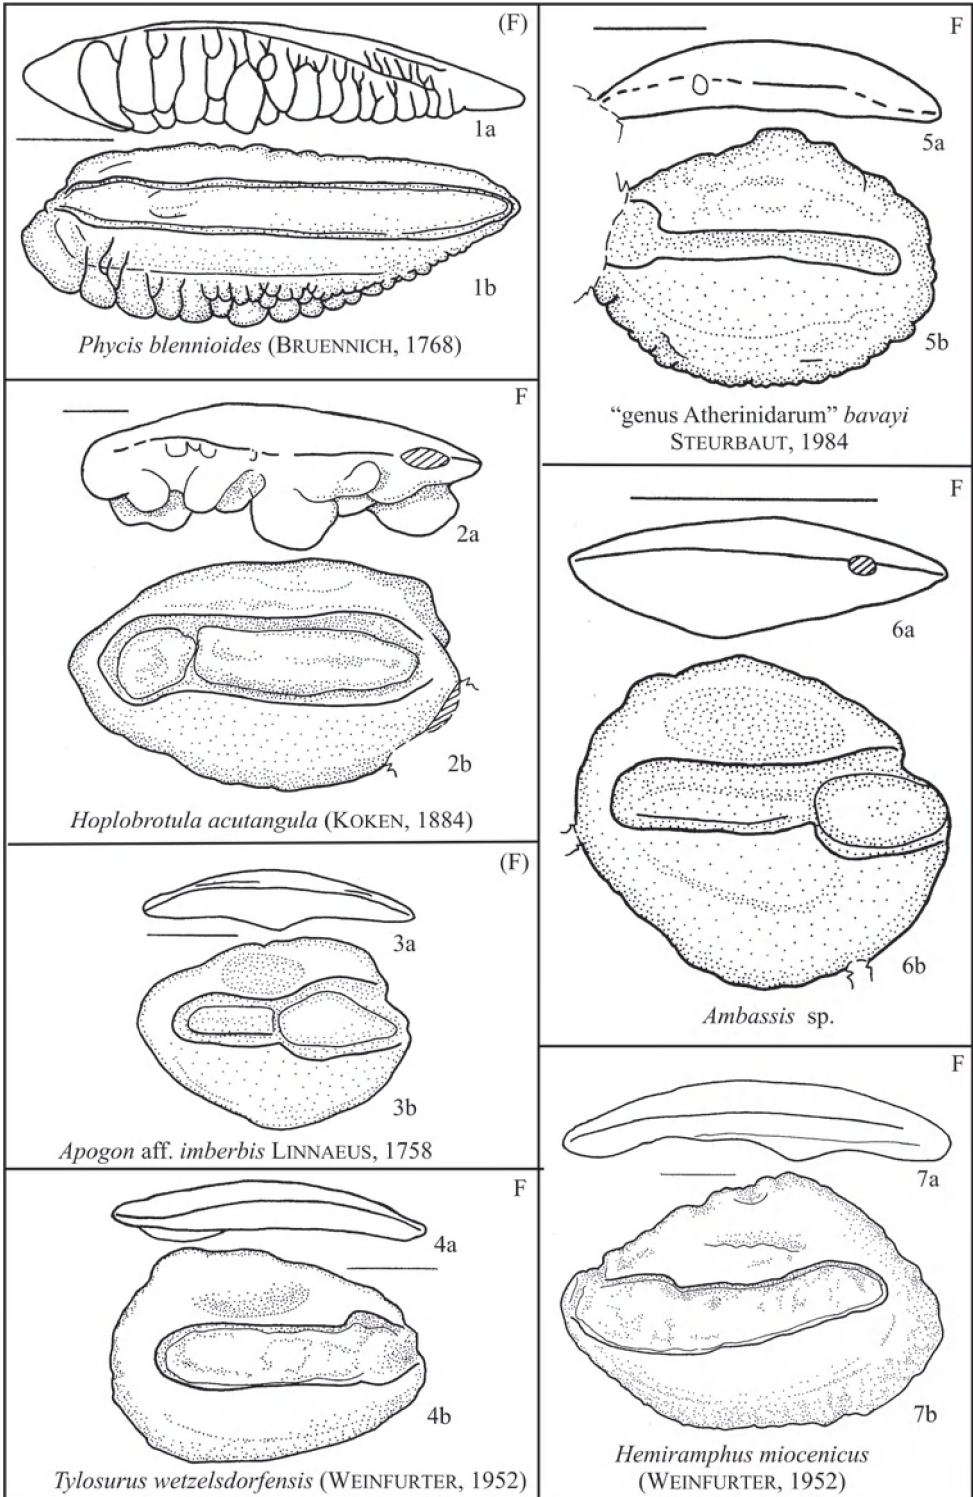 (F)
1a
1b
Phycis blennioides (BRUENNICH, 1768)
F
2a
2b
Hoplobrotula acutangula (KOKEN, 1884)
(F)
3a
3b
Apogon aff. imberbis LINNAEUS, 1758
F
4a
4b
Tylosurus wetzelsdorfensis (WEINFURTER, 1952)
F
5a
5b
“genus Atherinidarum” bavayi
STEURBAUT, 1984
F
6a
6b
Ambassis sp.
F
7a
7b
Hemiramphus miocenicus
(WEINFURTER, 1952)